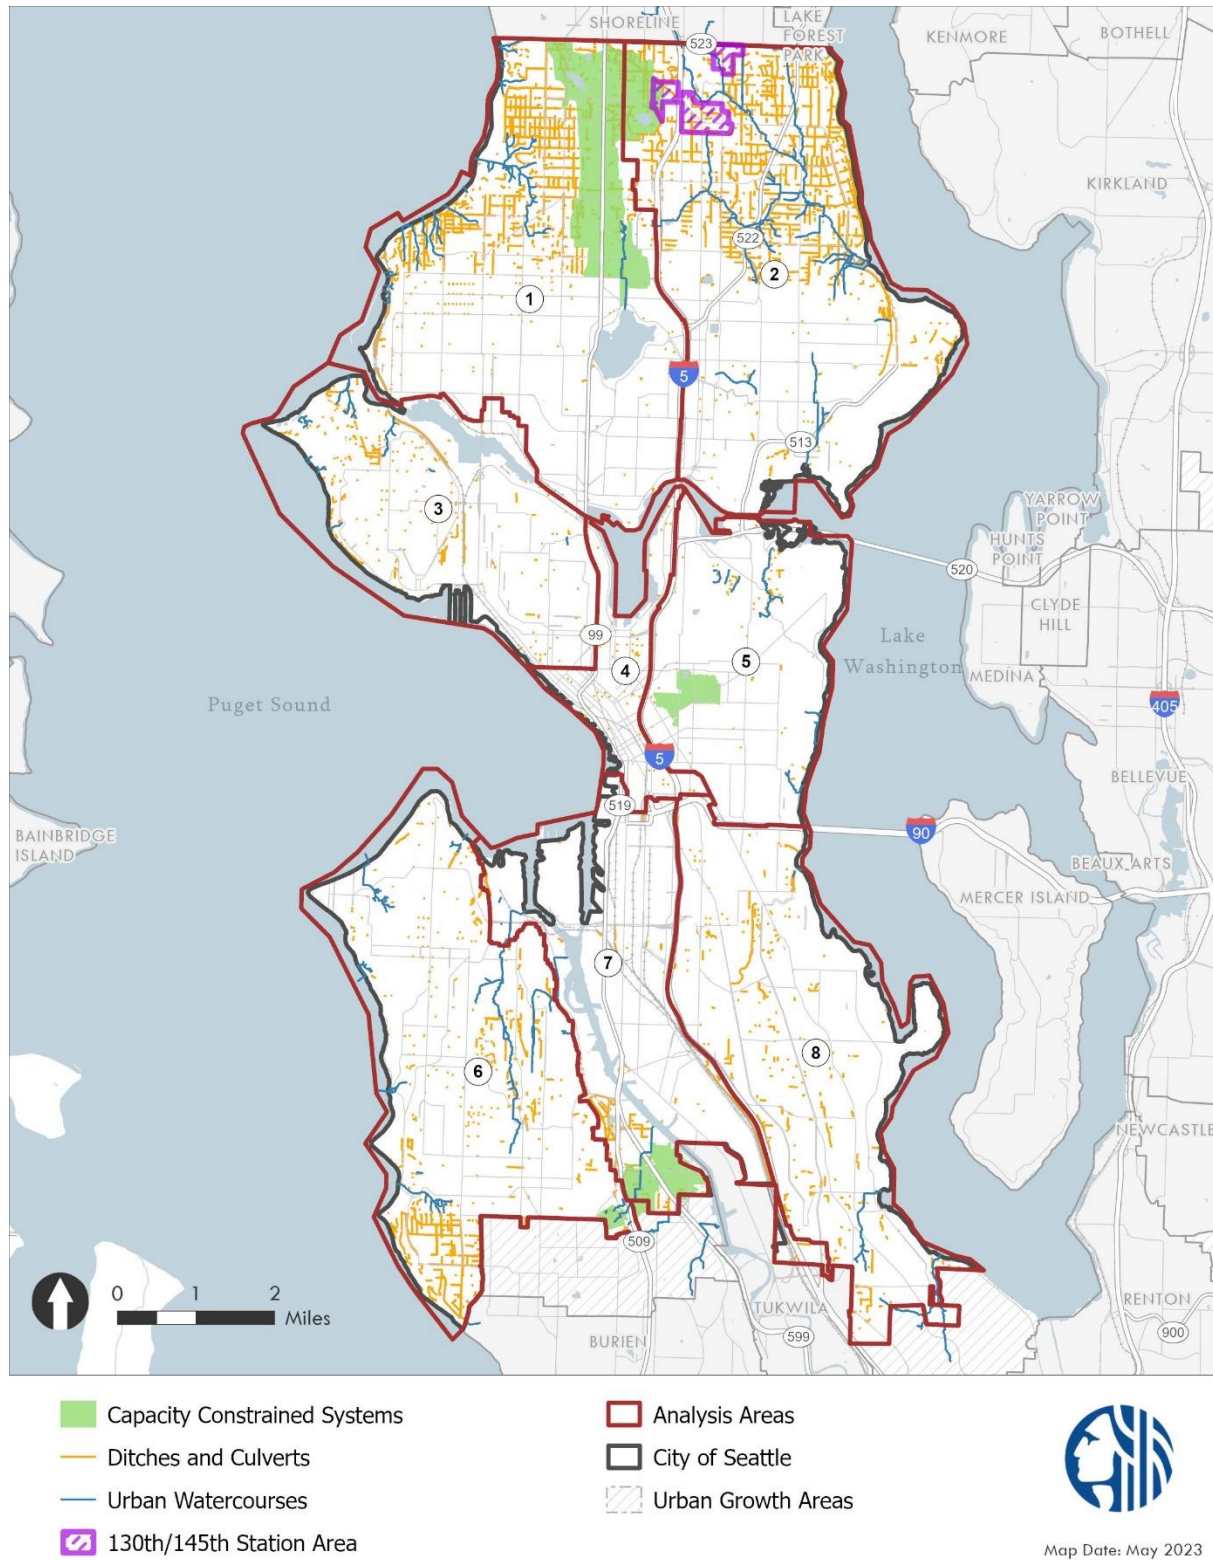 SHORELINE
LAKE
FOREST
PARK
523
KENMORE
BOTHELL
KIRKLAND
522
2
1
5
513
3
YARROW
POINT
HUNTS
POINT
520
CLYDE
HILL
99
4
5
Lake
Washington
MEDINA
Puget Sound
405
5
BELLEVUE
519
90
BAINBRIDGE
ISLAND
BEAUX ARTS
MERCER ISLAND
7
8
6
NEWCASTLE
509
0 1 2
Miles
TUKWILA
RENTON
BURIEN
599
900
Capacity Constrained Systems
Ditches and Culverts
Urban Watercourses
130th/145th Station Area
Analysis Areas
City of Seattle
Urban Growth Areas
Map Date: May 2023